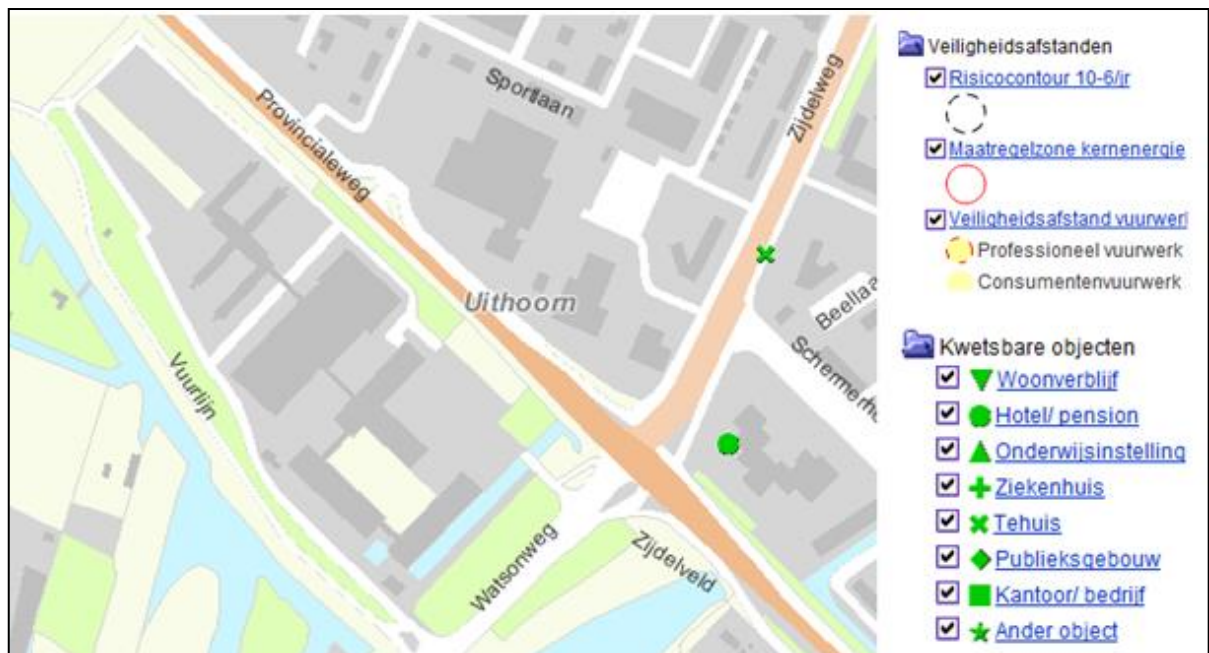 Sportlaan
Zijdelweg
Provincialeweg
Uithoorn
Beellaa
Schermerho
Vuurlijn
Watsonweg
Zijdelveld
Veiligheidsafstanden
Risicocontour 10-6/jr
Maatregelzone kernenergie
Veiligheidsafstand vuurwerl
Professioneel vuurwerk
Consumentenvuurwerk
Kwetsbare objecten
Woonverblijf
Hotel/ pension
Onderwijsinstelling
Ziekenhuis
Tehuis
Publieksgebouw
Kantoor/ bedrijf
Ander object